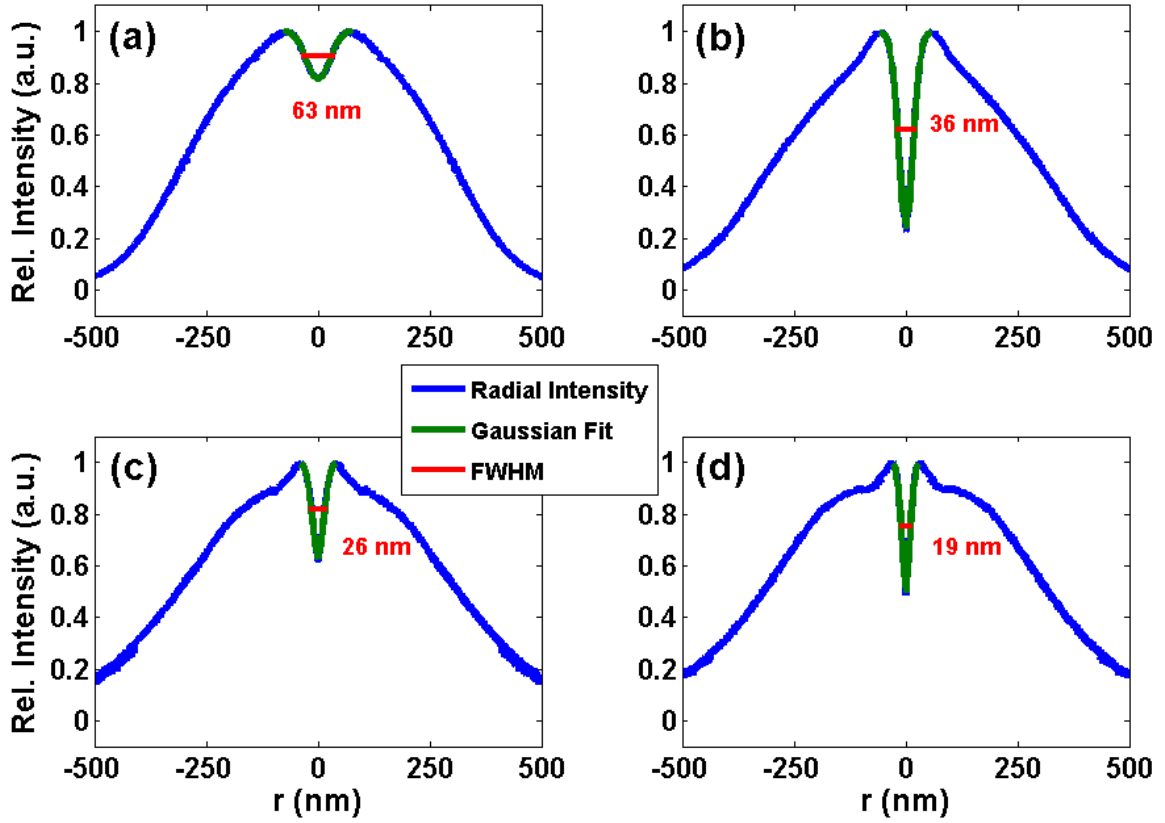 (a)
Rel. Intensity (a.u.)
1
0.8
0.6
0.4
0.2
0
63 nm
-500 -250 0 250 500
(b)
1
0.8
0.6
0.4
0.2
0
36 nm
-500 -250 0 250 500
Radial Intensity
Gaussian Fit
FWHM
(c)
Rel. Intensity (a.u.)
1
0.8
0.6
0.4
0.2
0
26 nm
-500 -250 0 250 500
r (nm)
(d)
1
0.8
0.6
0.4
0.2
0
19 nm
-500 -250 0 250 500
r (nm)